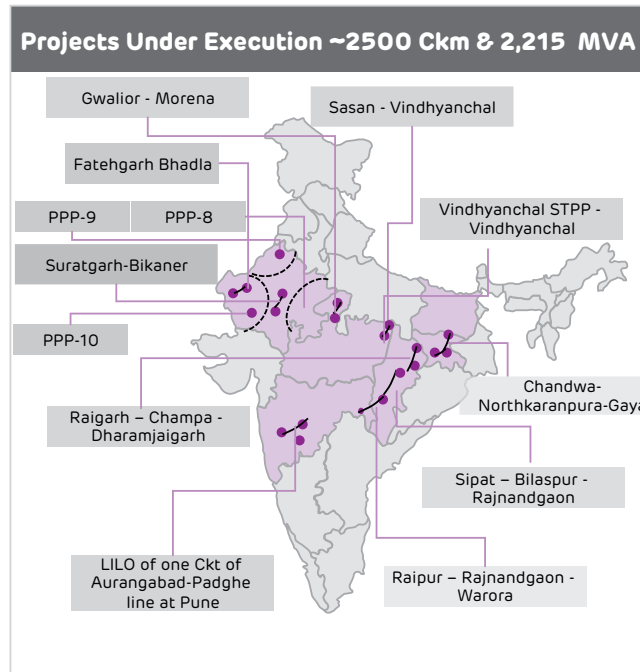 Projects Under Execution ~2500 Ckm & 2,215 MVA
Gwalior - Morena
Sasan - Vindhyanchal
Fatehgarh Bhadla
PPP-9
PPP-8
Vindhyanchal STPP -
Vindhyanchal
Suratgarh-Bikaner
PPP-10
Chandwa-
Northkaranpura-Gaya
Raigarh – Champa -
Dharamjaigarh
Sipat – Bilaspur -
Rajnandgaon
LILO of one Ckt of
Aurangabad-Padghe
line at Pune
Raipur – Rajnandgaon -
Warora